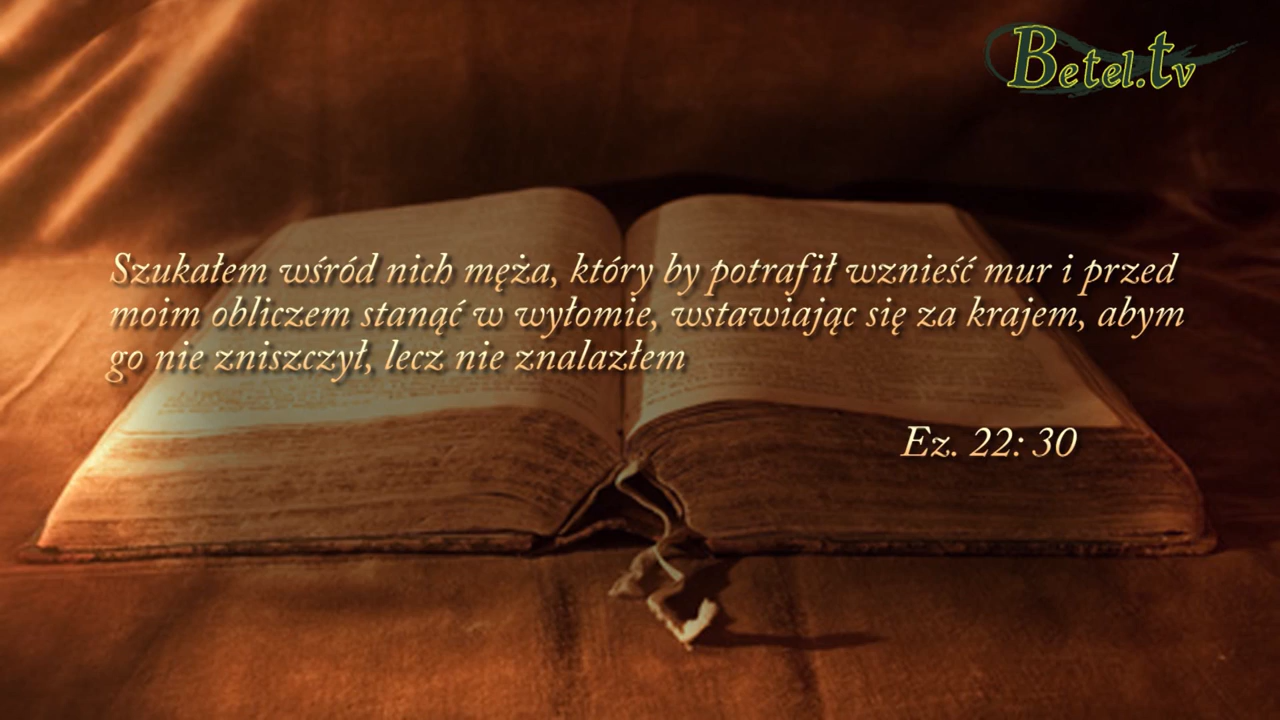 Betel.tv
Szukałem wśród nich męża, który by potrafił wznieść mur i przed
moim obliczem stanąć w wyłomie, wstawiając się za krajem, abym
go nie zniszczył, lecz nie znalazłem
Ez. 22: 30